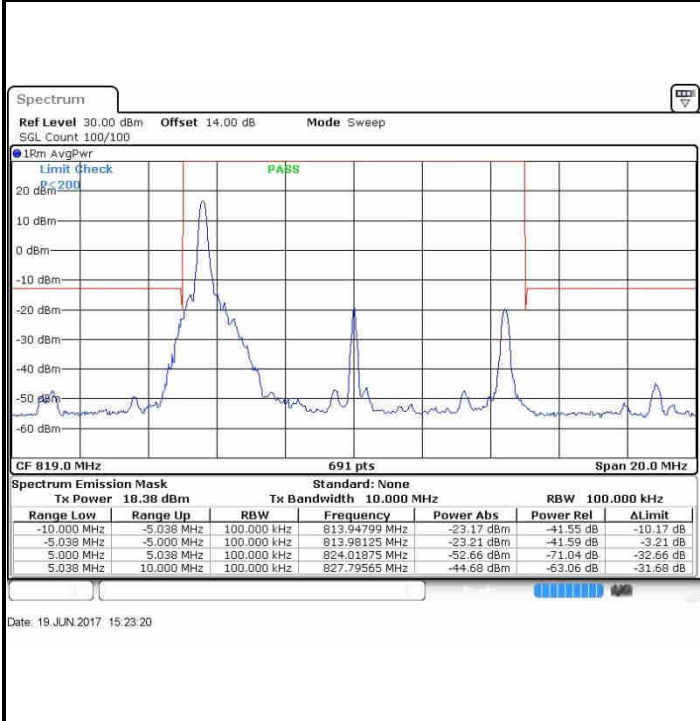 Spectrum
Ref Level 30.00 dBm Offset 14.00 dB Mode Sweep
SGL Count 100/100
1Rm AvgPwr
Limit Check PASS
P<200
20 dBm
10 dBm
0 dBm
-10 dBm
-20 dBm
-30 dBm
-40 dBm
-50 dBm
-60 dBm
CF 819.0 MHz 691 pts Span 20.0 MHz
Spectrum Emission Mask Standard: None
Tx Power 18.38 dBm Tx Bandwidth 10.000 MHz RBW 100.000 kHz
Range Low Range Up RBW Frequency Power Abs Power Rel ΔLimit
-10.000 MHz -5.038 MHz 100.000 kHz 813.94799 MHz -23.17 dBm -41.55 dB -10.17 dB
-5.038 MHz -5.000 MHz 100.000 kHz 813.98125 MHz -23.21 dBm -41.59 dB -3.21 dB
5.000 MHz 5.038 MHz 100.000 kHz 824.01875 MHz -52.66 dBm -71.04 dB -32.66 dB
5.038 MHz 10.000 MHz 100.000 kHz 827.79565 MHz -44.68 dBm -63.06 dB -31.68 dB
Date: 19.JUN.2017 15:23:20